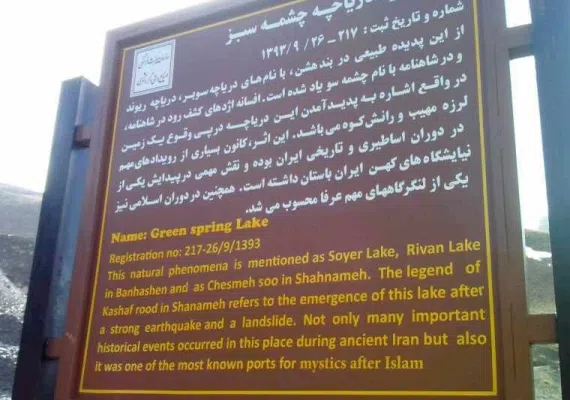 دریاچه چشمه سبز
شماره و تاریخ ثبت : ۲۱۷ - ۲۶ /۹ /۱۳۹۳
از این پدیده طبیعی در بندهشن ، با نام‌های دریاچه سوبر، دریاچه ریوند
و در شاهنامه با نام چشمه سو یاد شده است. افسانه اژدهای کشف رود در شاهنامه،
در واقع اشاره به پدید آمدن این دریاچه در پی وقوع یک زمین
لرزه مهیب و رانش کوه می‌باشد. این اثر، کانون بسیاری از رویدادهای مهم
در دوران اساطیری و تاریخی ایران بوده و نقش مهمی در پیدایش یکی از
نیایشگاه‌های کهن ایران باستان داشته است. همچنین در دوران اسلامی نیز
یکی از لنگرگاههای مهم عرفا محسوب می شد.
Name: Green spring Lake
Registration no: 217-26/9/1393
This natural phenomena is mentioned as Soyer Lake, Rivan Lake
in Banhashen and as Chesmeh soo in Shahnameh. The legend of
Kashaf rood in Shanameh refers to the emergence of this lake after
a strong earthquake and a landslide. Not only many important
historical events occurred in this place during ancient Iran but also
it was one of the most known ports for mystics after Islam